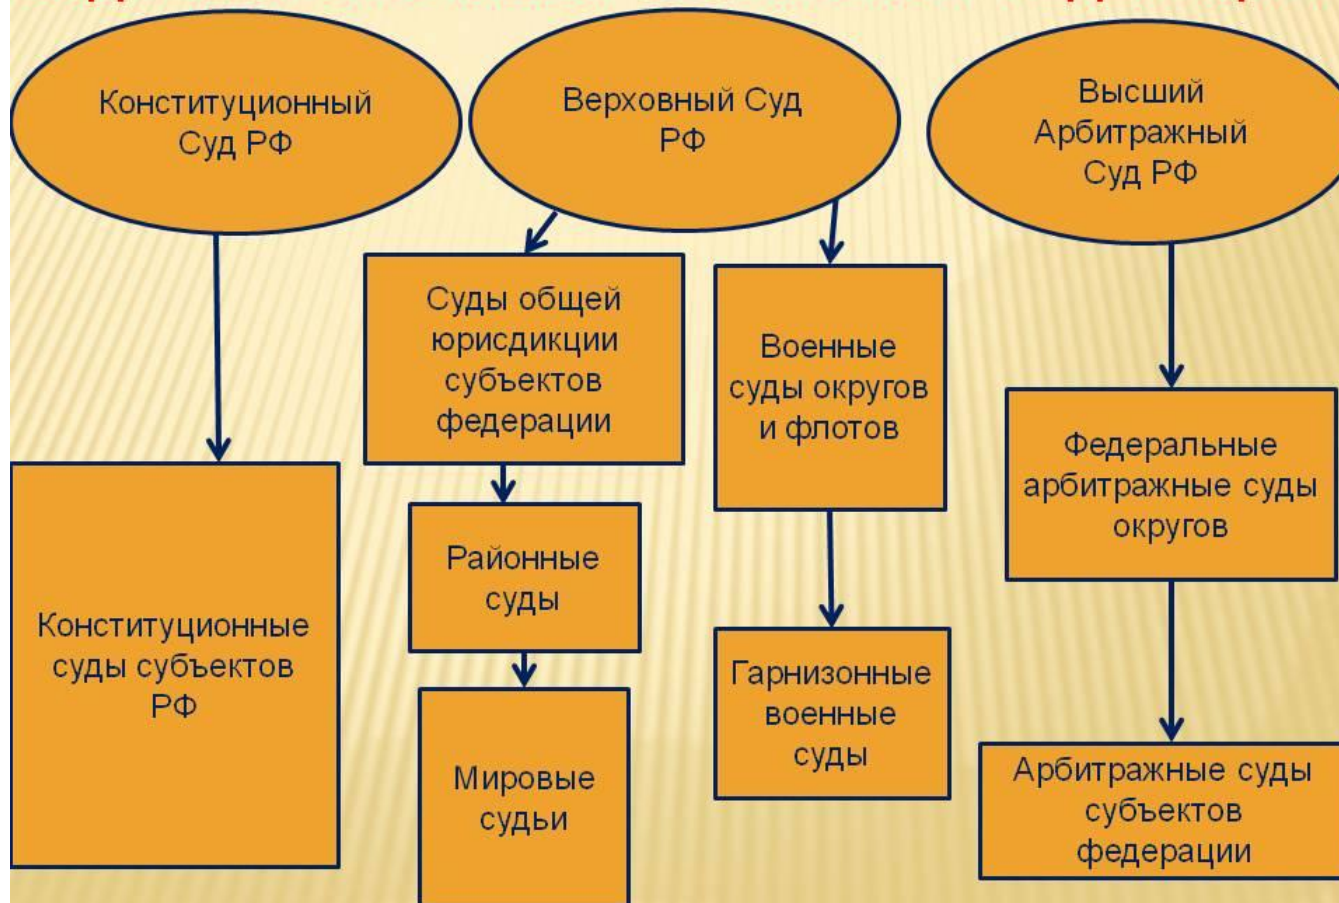 Конституционный
Суд РФ
Верховный Суд
РФ
Высший
Арбитражный
Суд РФ
Суды общей
юрисдикции
субъектов
федерации
Военные
суды округов
и флотов
Федеральные
арбитражные суды
округов
Районные
суды
Конституционные
суды субъектов
РФ
Гарнизонные
военные
суды
Мировые
судьи
Арбитражные суды
субъектов
федерации